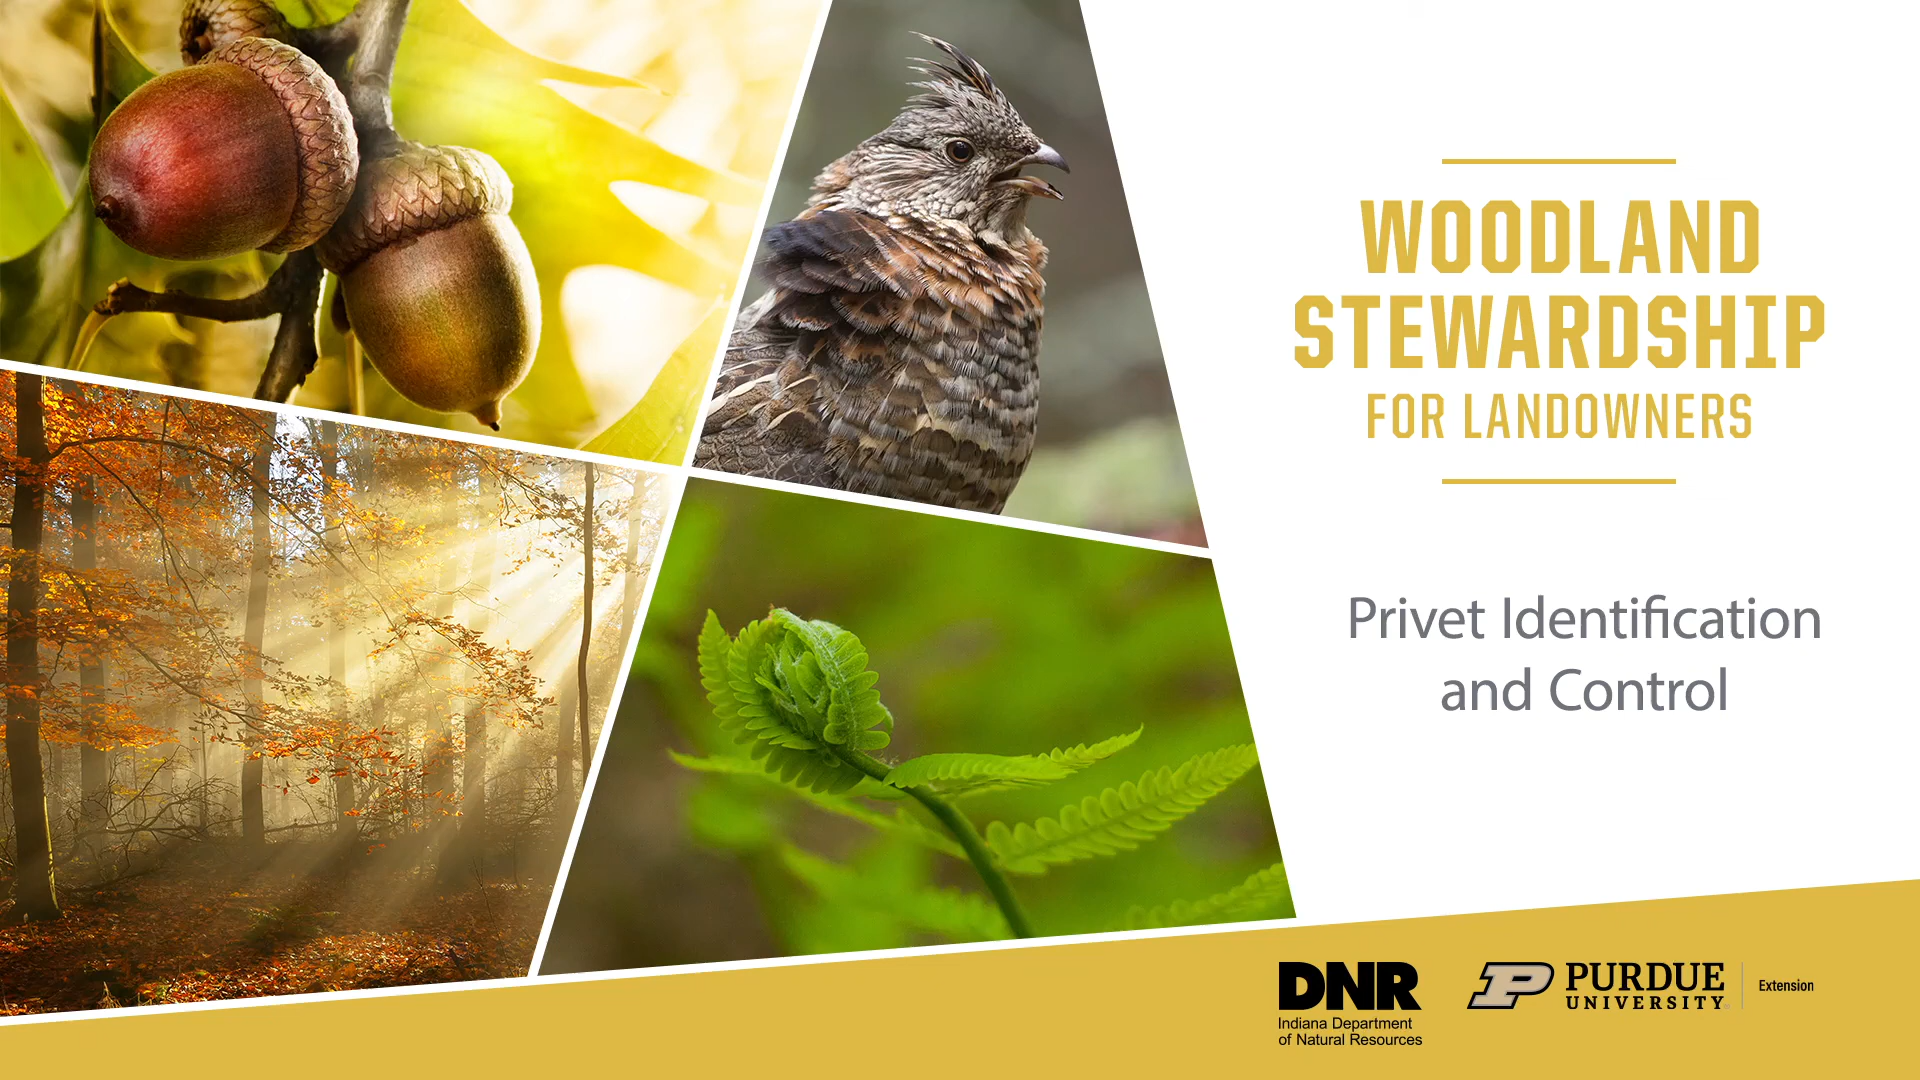 WOODLAND
STEWARDSHIP
FOR LANDOWNERS
Privet Identification
and Control
DNR
Indiana Department
of Natural Resources
P
PURDUE
UNIVERSITY
Extension